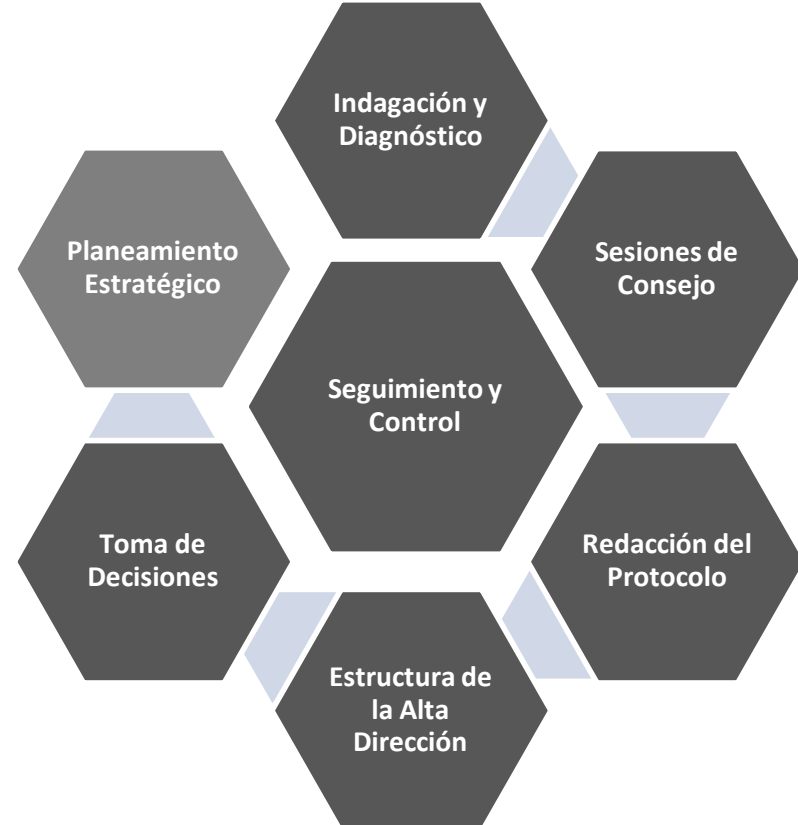 Indagación y
Diagnóstico
Sesiones de
Consejo
Redacción del
Protocolo
Estructura de
la Alta
Dirección
Toma de
Decisiones
Planeamiento
Estratégico
Seguimiento y
Control